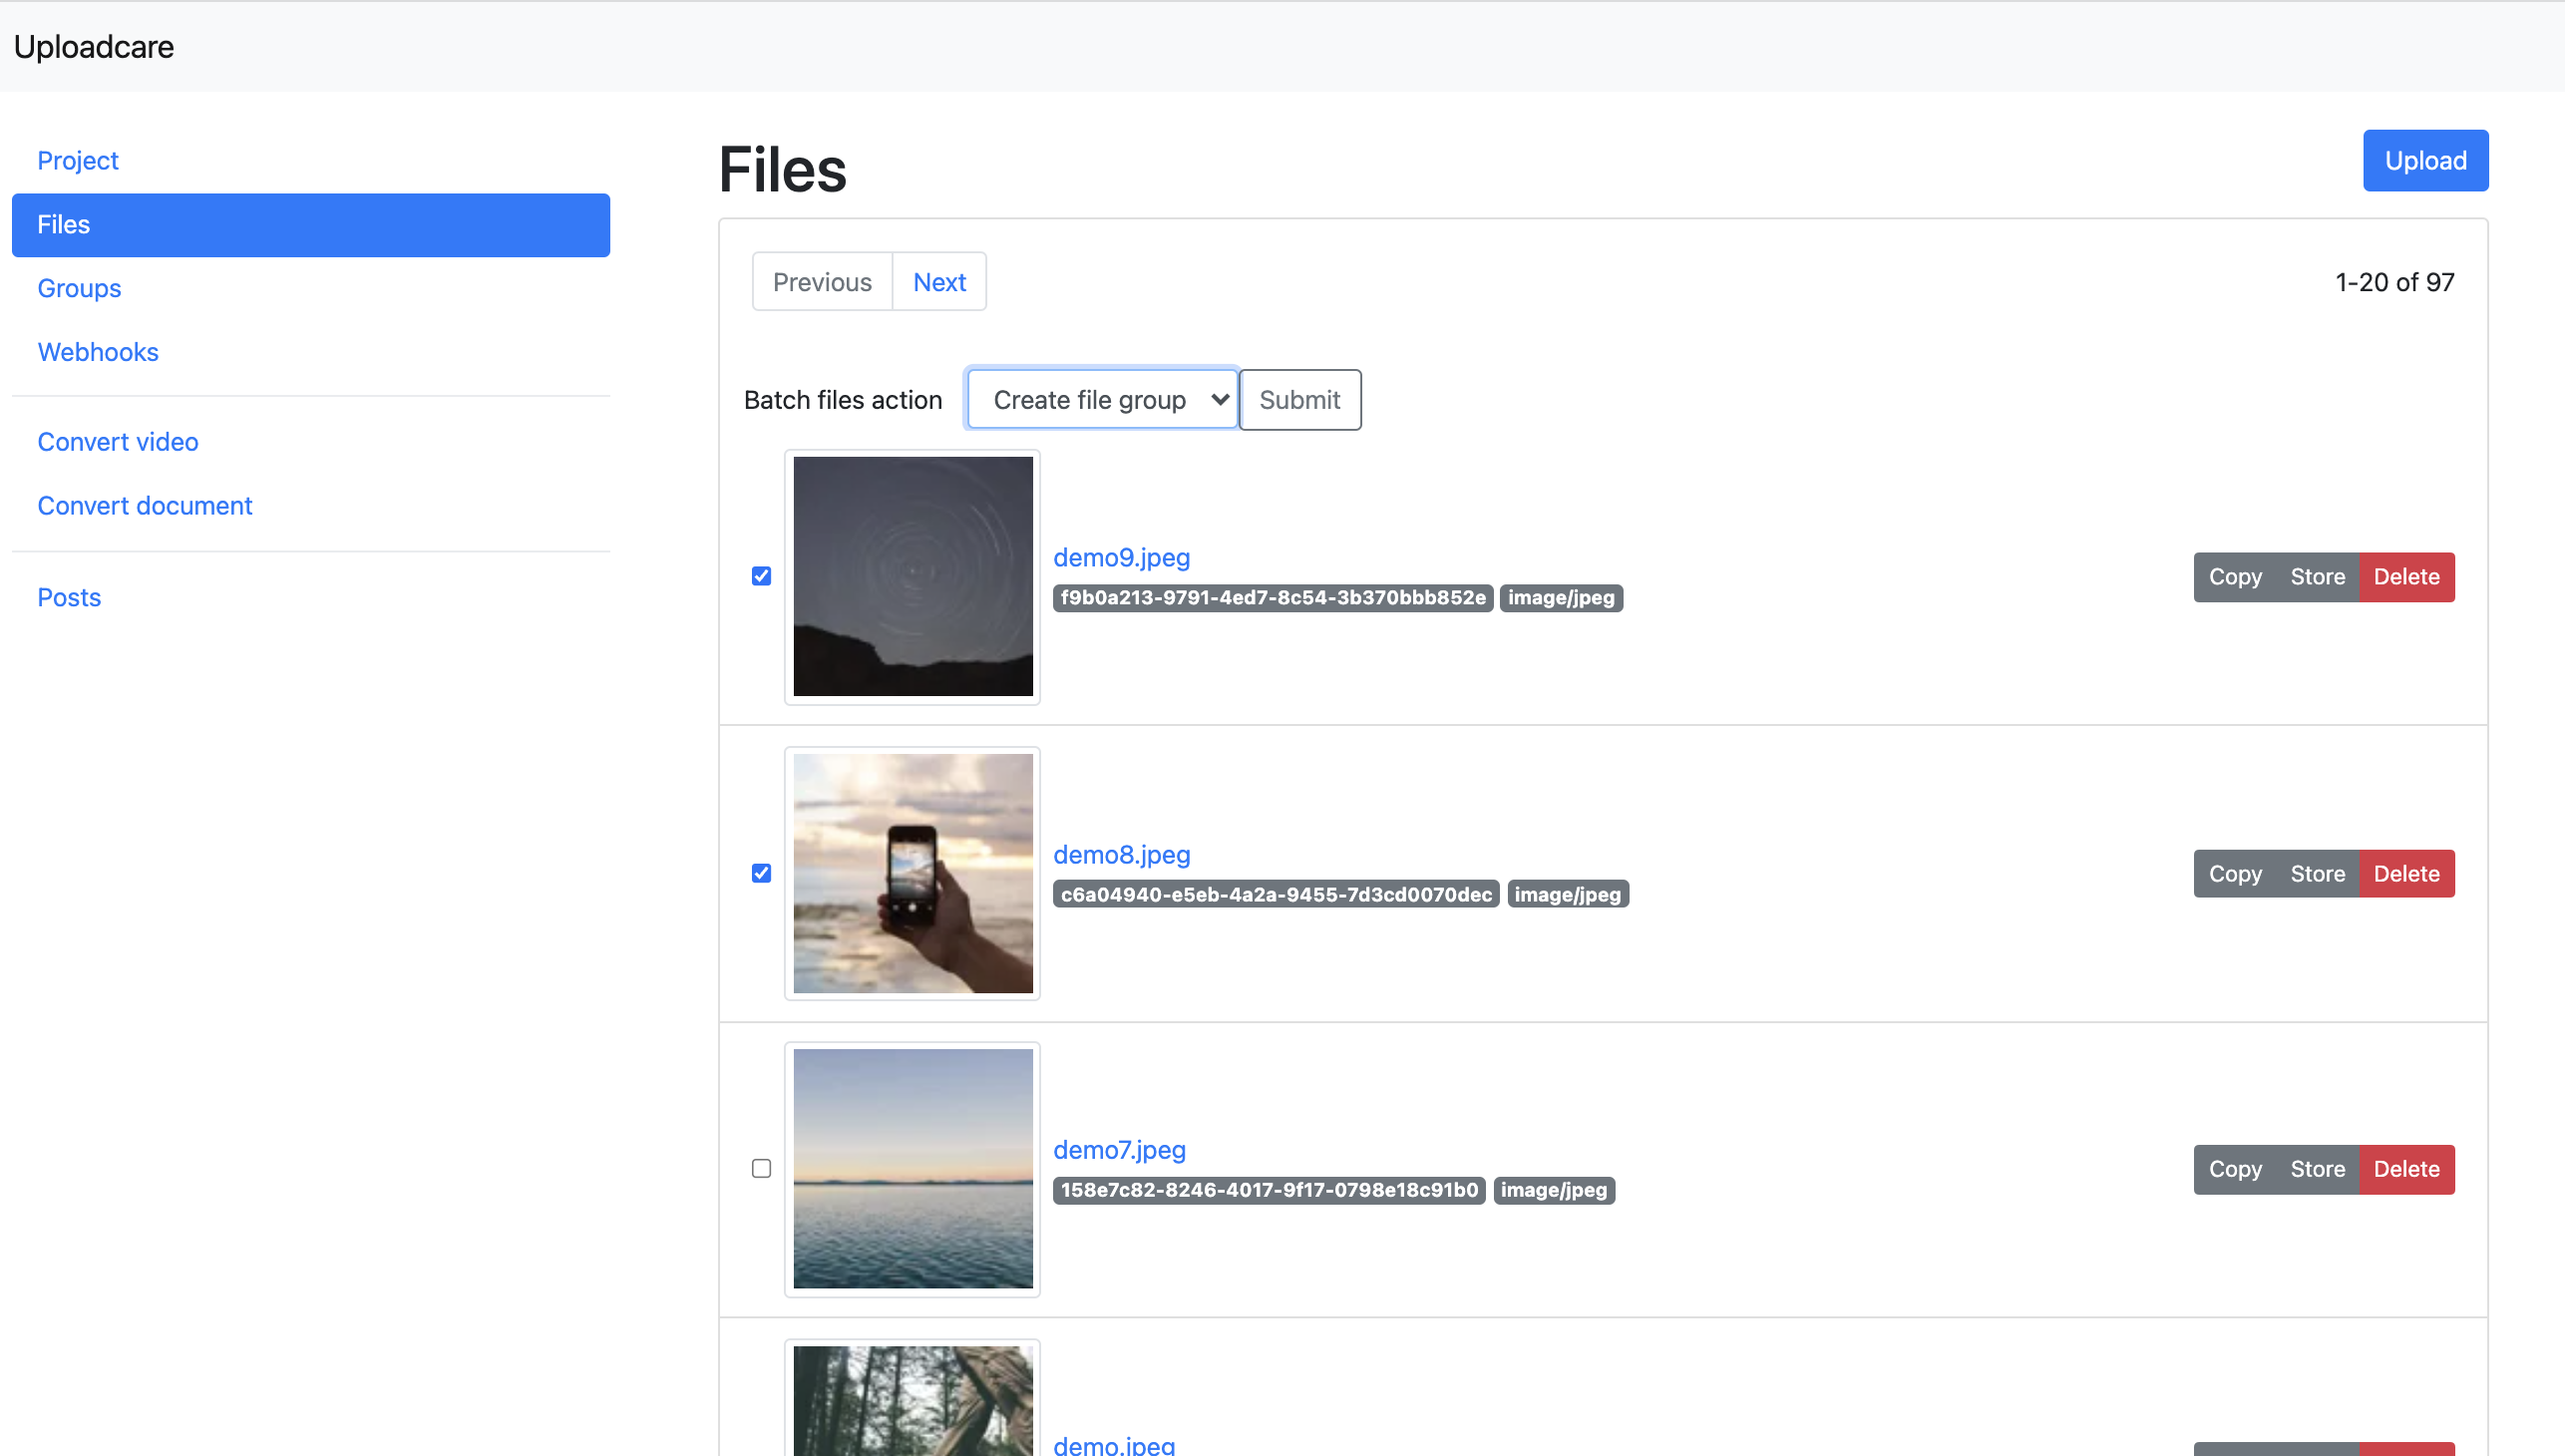 Uploadcare
Project
Files
Groups
Webhooks
Convert video
Convert document
Posts
Files
Upload
Previous Next
1-20 of 97
Batch files action Create file group Submit
demo9.jpeg
f9b0a213-9791-4ed7-8c54-3b370bbb852e image/jpeg
Copy Store Delete
demo8.jpeg
c6a04940-e5eb-4a2a-9455-7d3cd0070dec image/jpeg
Copy Store Delete
demo7.jpeg
158e7c82-8246-4017-9f17-0798e18c91b0 image/jpeg
Copy Store Delete
demo.jpeg